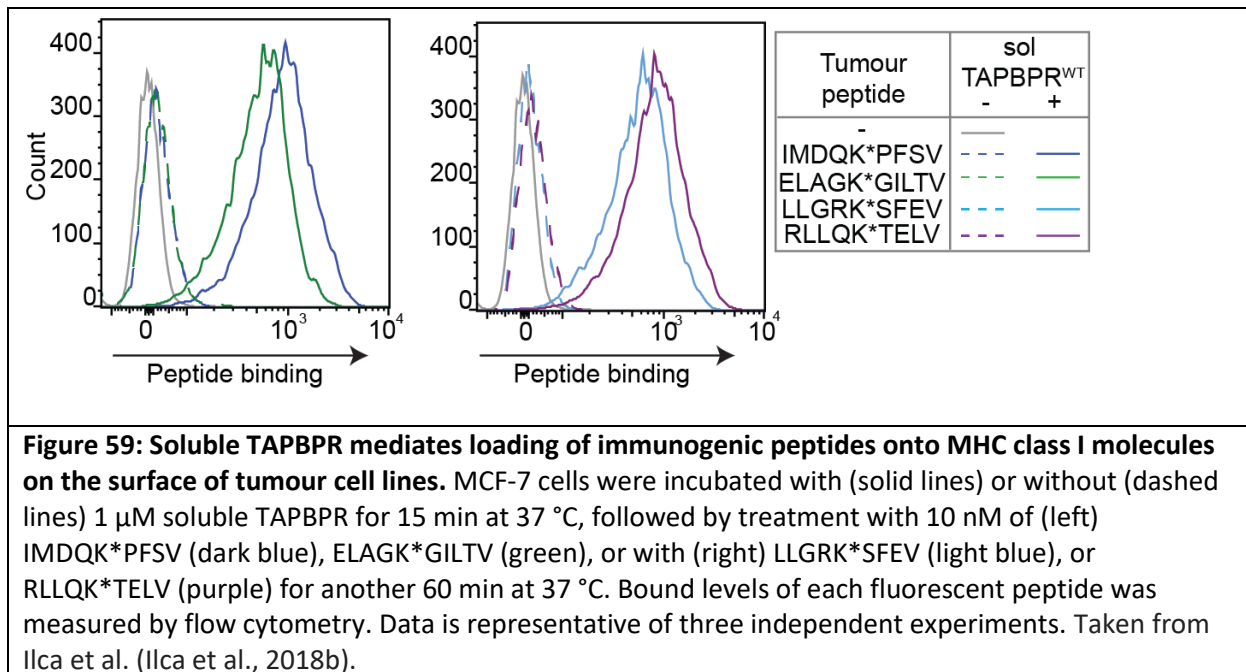 400
300
200
100
0
Count
0 10³ 10⁴
Peptide binding
400
300
200
100
0
0 10³ 10⁴
Peptide binding
Tumour peptide
sol TAPBPRᵂᵀ
- +
-
IMDQK*PFSV
ELAGK*GILTV
LLGRK*SFEV
RLLQK*TELV
Figure 59: Soluble TAPBPR mediates loading of immunogenic peptides onto MHC class I molecules
on the surface of tumour cell lines. MCF-7 cells were incubated with (solid lines) or without (dashed
lines) 1 μM soluble TAPBPR for 15 min at 37 °C, followed by treatment with 10 nM of (left)
IMDQK*PFSV (dark blue), ELAGK*GILTV (green), or with (right) LLGRK*SFEV (light blue), or
RLLQK*TELV (purple) for another 60 min at 37 °C. Bound levels of each fluorescent peptide was
measured by flow cytometry. Data is representative of three independent experiments. Taken from
Ilca et al. (Ilca et al., 2018b).